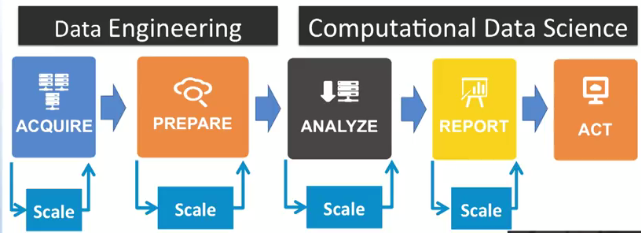 Data Engineering
Computational Data Science
ACQUIRE
PREPARE
ANALYZE
REPORT
ACT
Scale
Scale
Scale
Scale